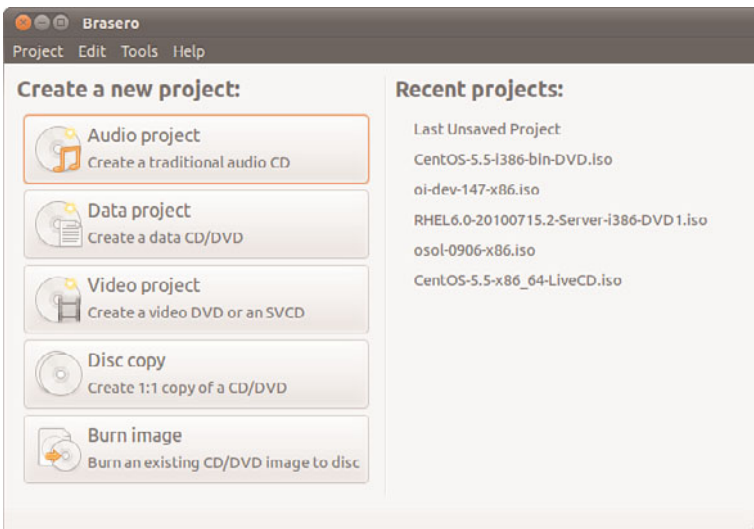 Brasero
Project Edit Tools Help
Create a new project:
Audio project
Create a traditional audio CD
Data project
Create a data CD/DVD
Video project
Create a video DVD or an SVCD
Disc copy
Create 1:1 copy of a CD/DVD
Burn image
Burn an existing CD/DVD image to disc
Recent projects:
Last Unsaved Project
CentOS-5.5-i386-bin-DVD.iso
oi-dev-147-x86.iso
RHEL6.0-20100715.2-Server-i386-DVD1.iso
osol-0906-x86.iso
CentOS-5.5-x86_64-LiveCD.iso